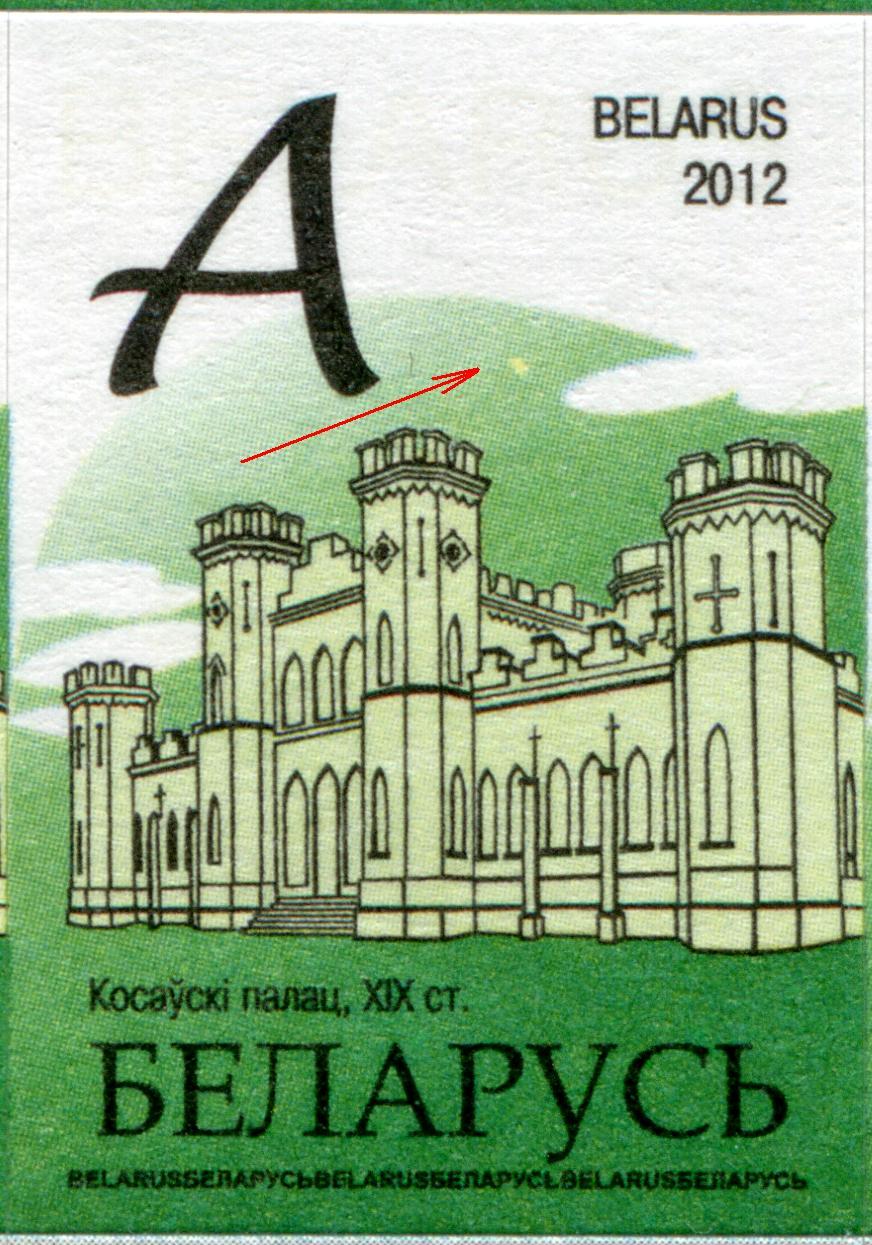 A
BELARUS
2012
Косаўскі палац, XIX ст.
БЕЛАРУСЬ
BELARUSБЕЛАРУСЬBELARUSБЕЛАРУСЬBELARUSБЕЛАРУСЬ